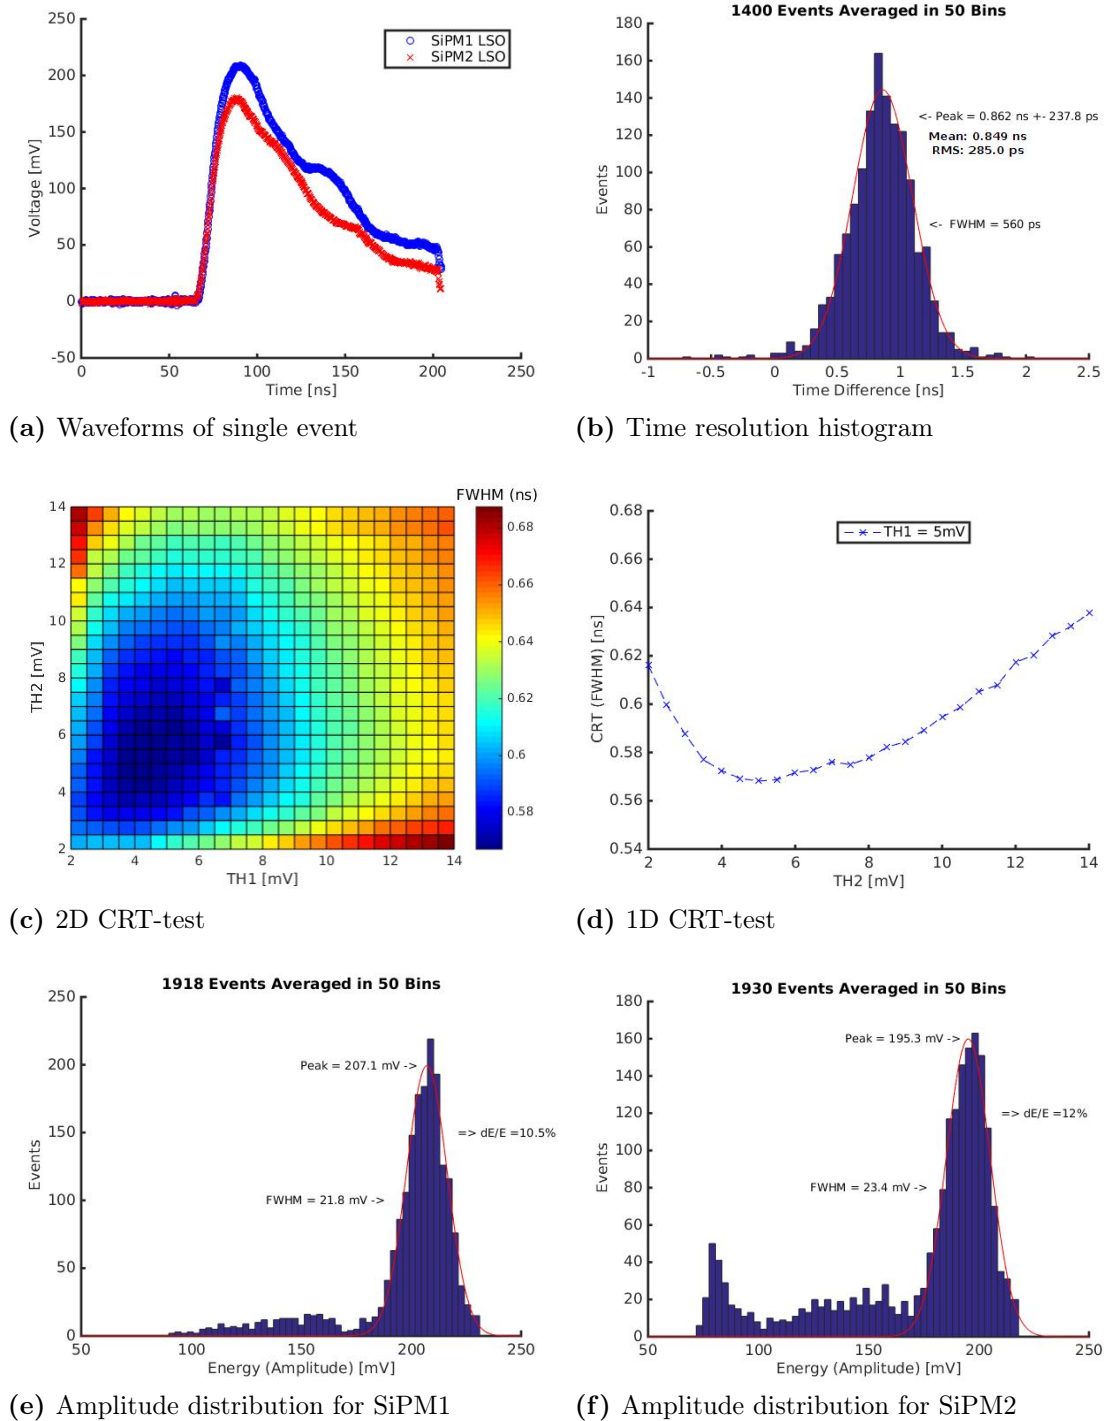 250
200
150
100
50
0
-50
Voltage [mV]
0 50 100 150 200 250
Time [ns]
SiPM1 LSO
SiPM2 LSO
(a) Waveforms of single event
1400 Events Averaged in 50 Bins
180
160
140
120
100
80
60
40
20
0
Events
<- Peak = 0.862 ns +- 237.8 ps
Mean: 0.849 ns
RMS: 285.0 ps
<- FWHM = 560 ps
-1 -0.5 0 0.5 1 1.5 2 2.5
Time Difference [ns]
(b) Time resolution histogram
FWHM (ns)
14
12
10
8
6
4
2
TH2 [mV]
2 4 6 8 10 12 14
TH1 [mV]
0.68
0.66
0.64
0.62
0.6
0.58
(c) 2D CRT-test
0.68
0.66
0.64
0.62
0.6
0.58
0.56
0.54
CRT (FWHM) [ns]
TH1 = 5mV
2 4 6 8 10 12 14
TH2 [mV]
(d) 1D CRT-test
1918 Events Averaged in 50 Bins
250
200
150
100
50
0
Events
Peak = 207.1 mV ->
=> dE/E =10.5%
FWHM = 21.8 mV ->
50 100 150 200 250
Energy (Amplitude) [mV]
(e) Amplitude distribution for SiPM1
1930 Events Averaged in 50 Bins
180
160
140
120
100
80
60
40
20
0
Events
Peak = 195.3 mV ->
=> dE/E =12%
FWHM = 23.4 mV ->
50 100 150 200 250
Energy (Amplitude) [mV]
(f) Amplitude distribution for SiPM2